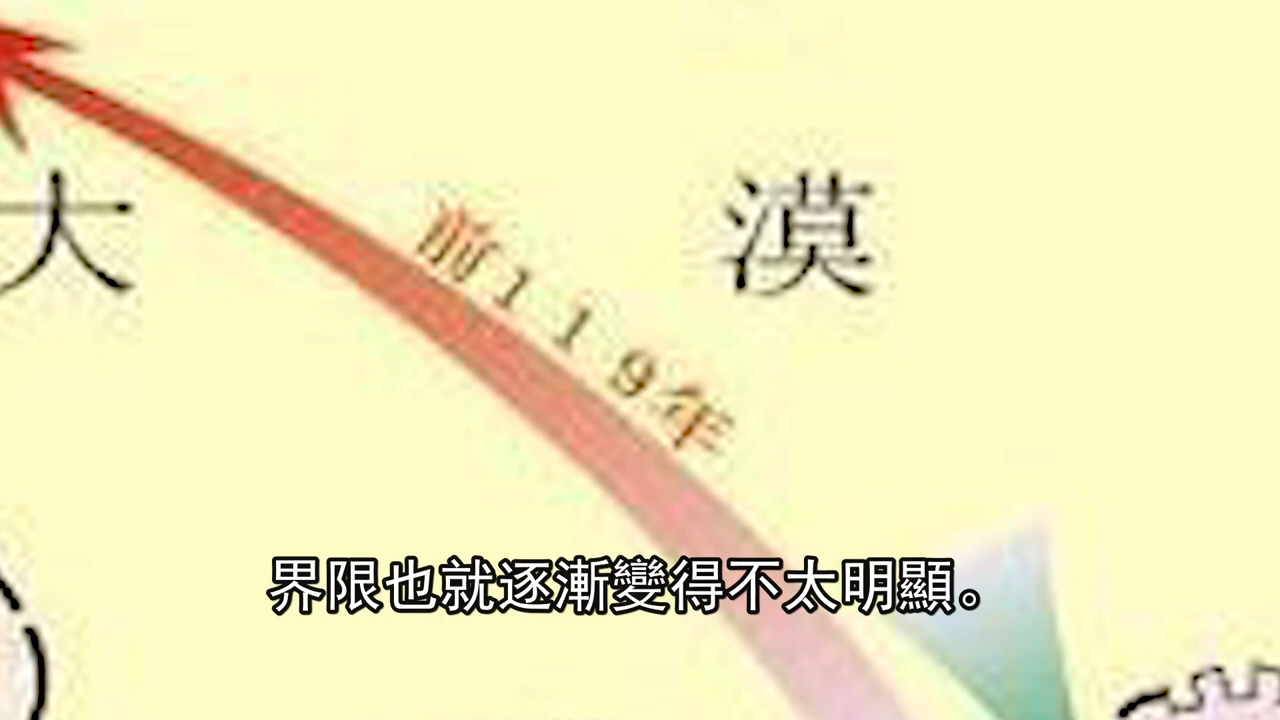 大
漠
前119年
界限也就逐漸變得不太明顯。